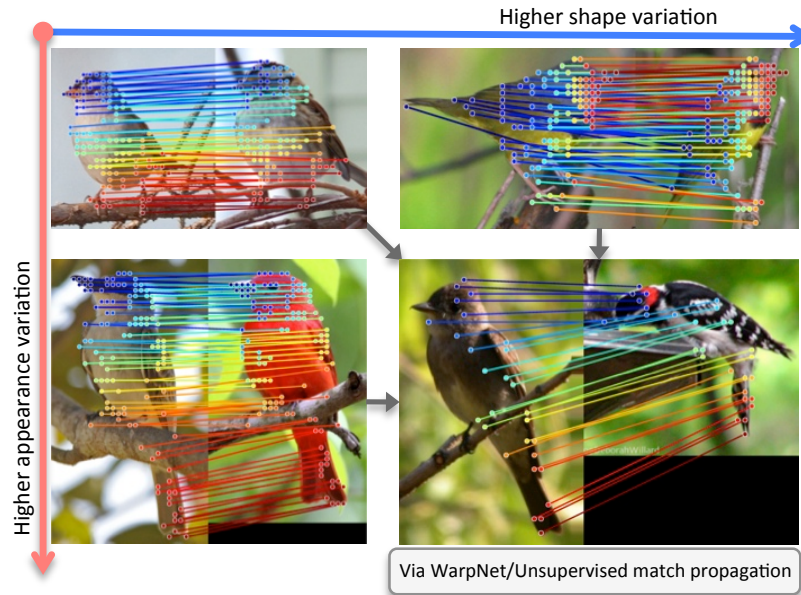 Higher shape variation
Higher appearance variation
Via WarpNet/Unsupervised match propagation